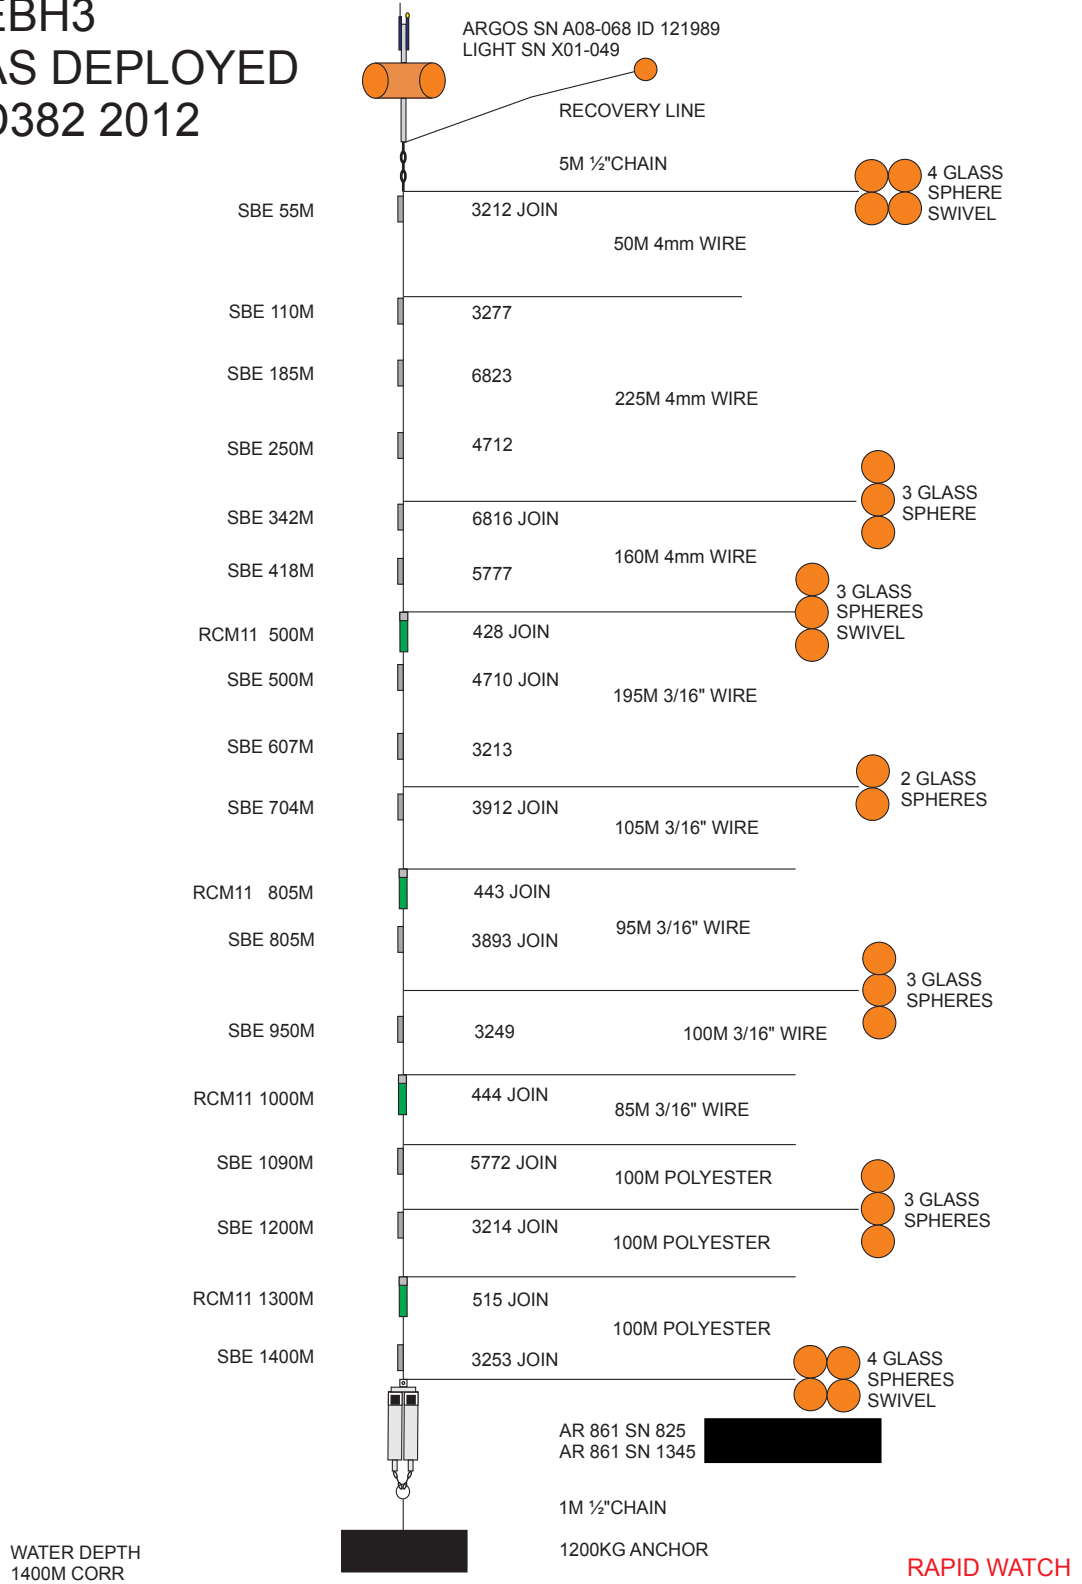 EBH3
AS DEPLOYED
D382 2012
ARGOS SN A08-068 ID 121989
LIGHT SN X01-049
RECOVERY LINE
5M ½"CHAIN
4 GLASS
SPHERE
SWIVEL
SBE 55M
3212 JOIN
50M 4mm WIRE
SBE 110M
3277
SBE 185M
6823
225M 4mm WIRE
SBE 250M
4712
3 GLASS
SPHERE
SBE 342M
6816 JOIN
160M 4mm WIRE
SBE 418M
5777
3 GLASS
SPHERES
SWIVEL
RCM11 500M
428 JOIN
SBE 500M
4710 JOIN
195M 3/16" WIRE
SBE 607M
3213
2 GLASS
SPHERES
SBE 704M
3912 JOIN
105M 3/16" WIRE
RCM11 805M
443 JOIN
95M 3/16" WIRE
SBE 805M
3893 JOIN
3 GLASS
SPHERES
SBE 950M
3249
100M 3/16" WIRE
RCM11 1000M
444 JOIN
85M 3/16" WIRE
SBE 1090M
5772 JOIN
100M POLYESTER
3 GLASS
SPHERES
SBE 1200M
3214 JOIN
100M POLYESTER
RCM11 1300M
515 JOIN
100M POLYESTER
SBE 1400M
3253 JOIN
4 GLASS
SPHERES
SWIVEL
AR 861 SN 825
AR 861 SN 1345
1M ½"CHAIN
1200KG ANCHOR
WATER DEPTH
1400M CORR
RAPID WATCH